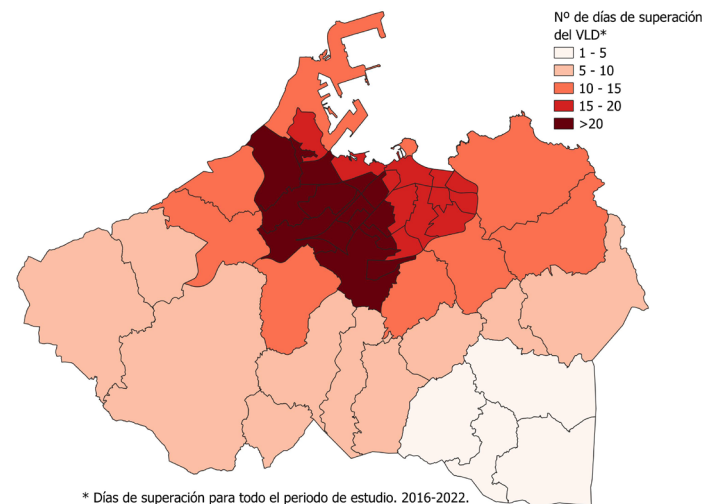 Nº de días de superación
del VLD*
1 - 5
5 - 10
10 - 15
15 - 20
>20
* Días de superación para todo el periodo de estudio. 2016-2022.